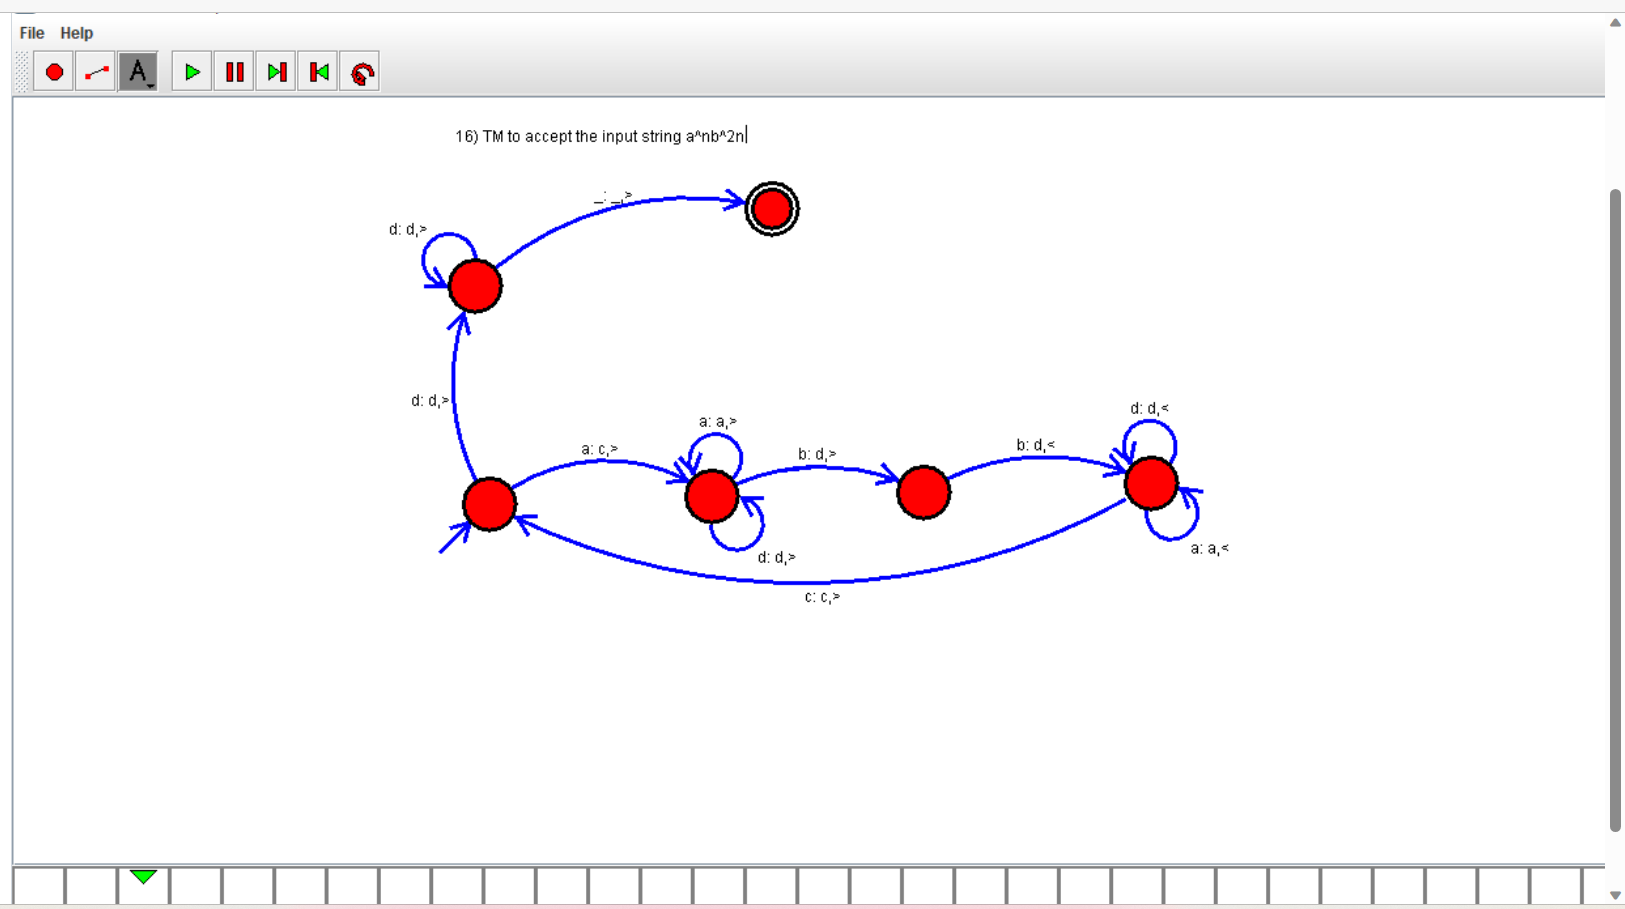 File Help
A
16) TM to accept the input string a^nb^2n
_: _,>
d: d,>
d: d,>
d: d,<
a: a,>
a: c,>
b: d,>
b: d,<
a: a,<
d: d,>
c: c,>